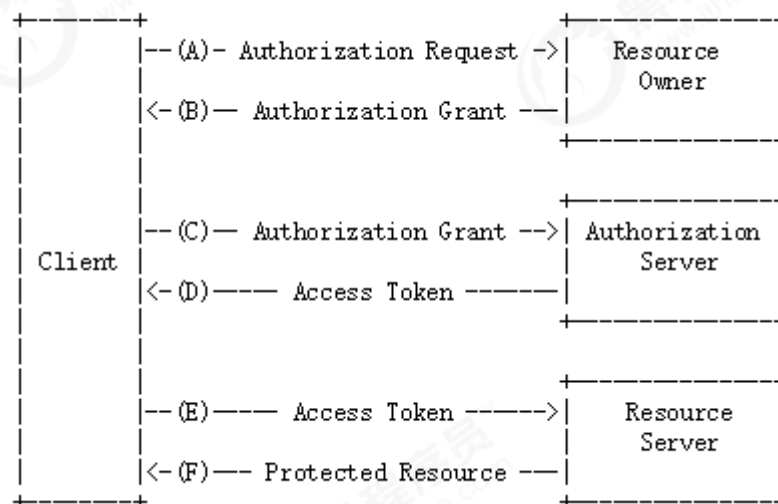 --(A)- Authorization Request ->
Resource
Owner
<-(B)-- Authorization Grant ---
--(C)-- Authorization Grant -->
Authorization
Server
Client
<-(D)---- Access Token ------
--(E)---- Access Token ------>
Resource
Server
<-(F)--- Protected Resource ---